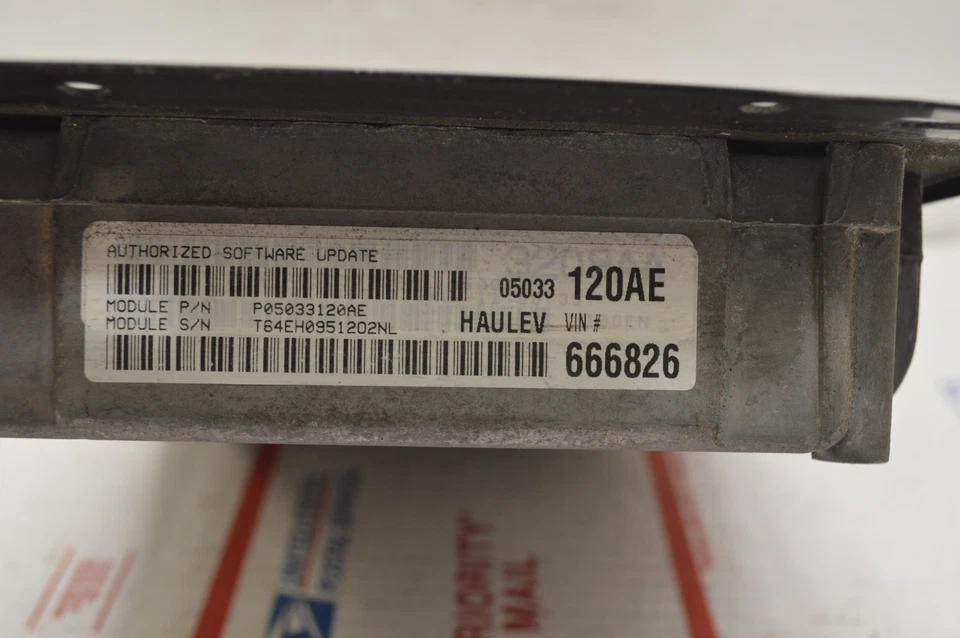 AUTHORIZED SOFTWARE UPDATE
05033 120AE
MODULE P/N P05033120AE
MODULE S/N T64EH0951202NL
HAULEV VIN #
666826
PRIORITY
MAIL